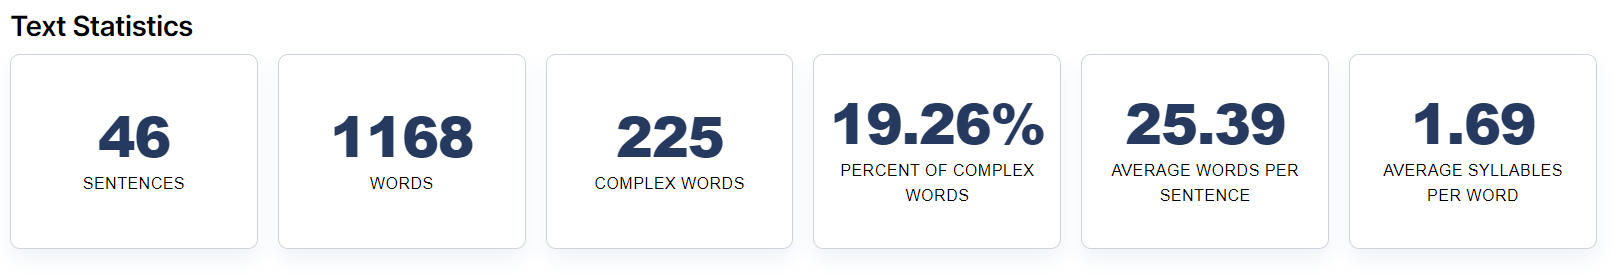 Text Statistics
46
SENTENCES
1168
WORDS
225
COMPLEX WORDS
19.26%
PERCENT OF COMPLEX
WORDS
25.39
AVERAGE WORDS PER
SENTENCE
1.69
AVERAGE SYLLABLES
PER WORD